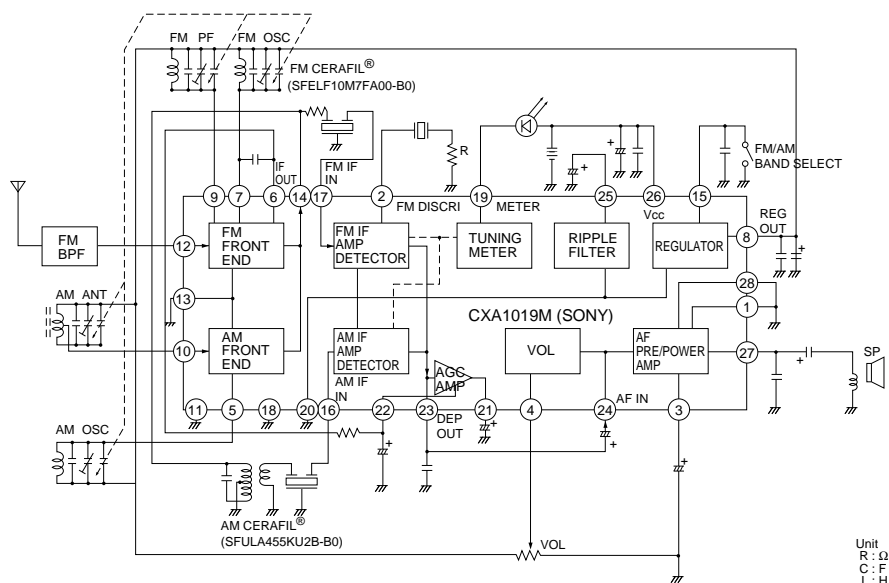 FM PF FM OSC
FM CERAFIL®
(SFELF10M7FA00-B0)
R
FM/AM
BAND SELECT
IF OUT
FM IF IN
9 7 6 14 17 2 FM DISCRI 19 METER 25 26 15
Vcc
REG OUT
8
FM BPF
12
FM FRONT END
FM IF AMP DETECTOR
TUNING METER
RIPPLE FILTER
REGULATOR
13
28
1
CXA1019M (SONY)
AM ANT
10
AM FRONT END
AM IF AMP DETECTOR
VOL
AF PRE/POWER AMP
27
SP
AGC AMP
AM IF IN
11 5 18 20 16 22 23 DEP OUT 21 4 24 AF IN 3
AM OSC
AM CERAFIL®
(SFULA455KU2B-B0)
VOL
Unit
R : Ω
C : F
L : H